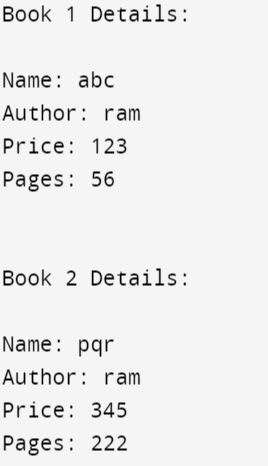 Book 1 Details:
Name: abc
Author: ram
Price: 123
Pages: 56
Book 2 Details:
Name: pqr
Author: ram
Price: 345
Pages: 222